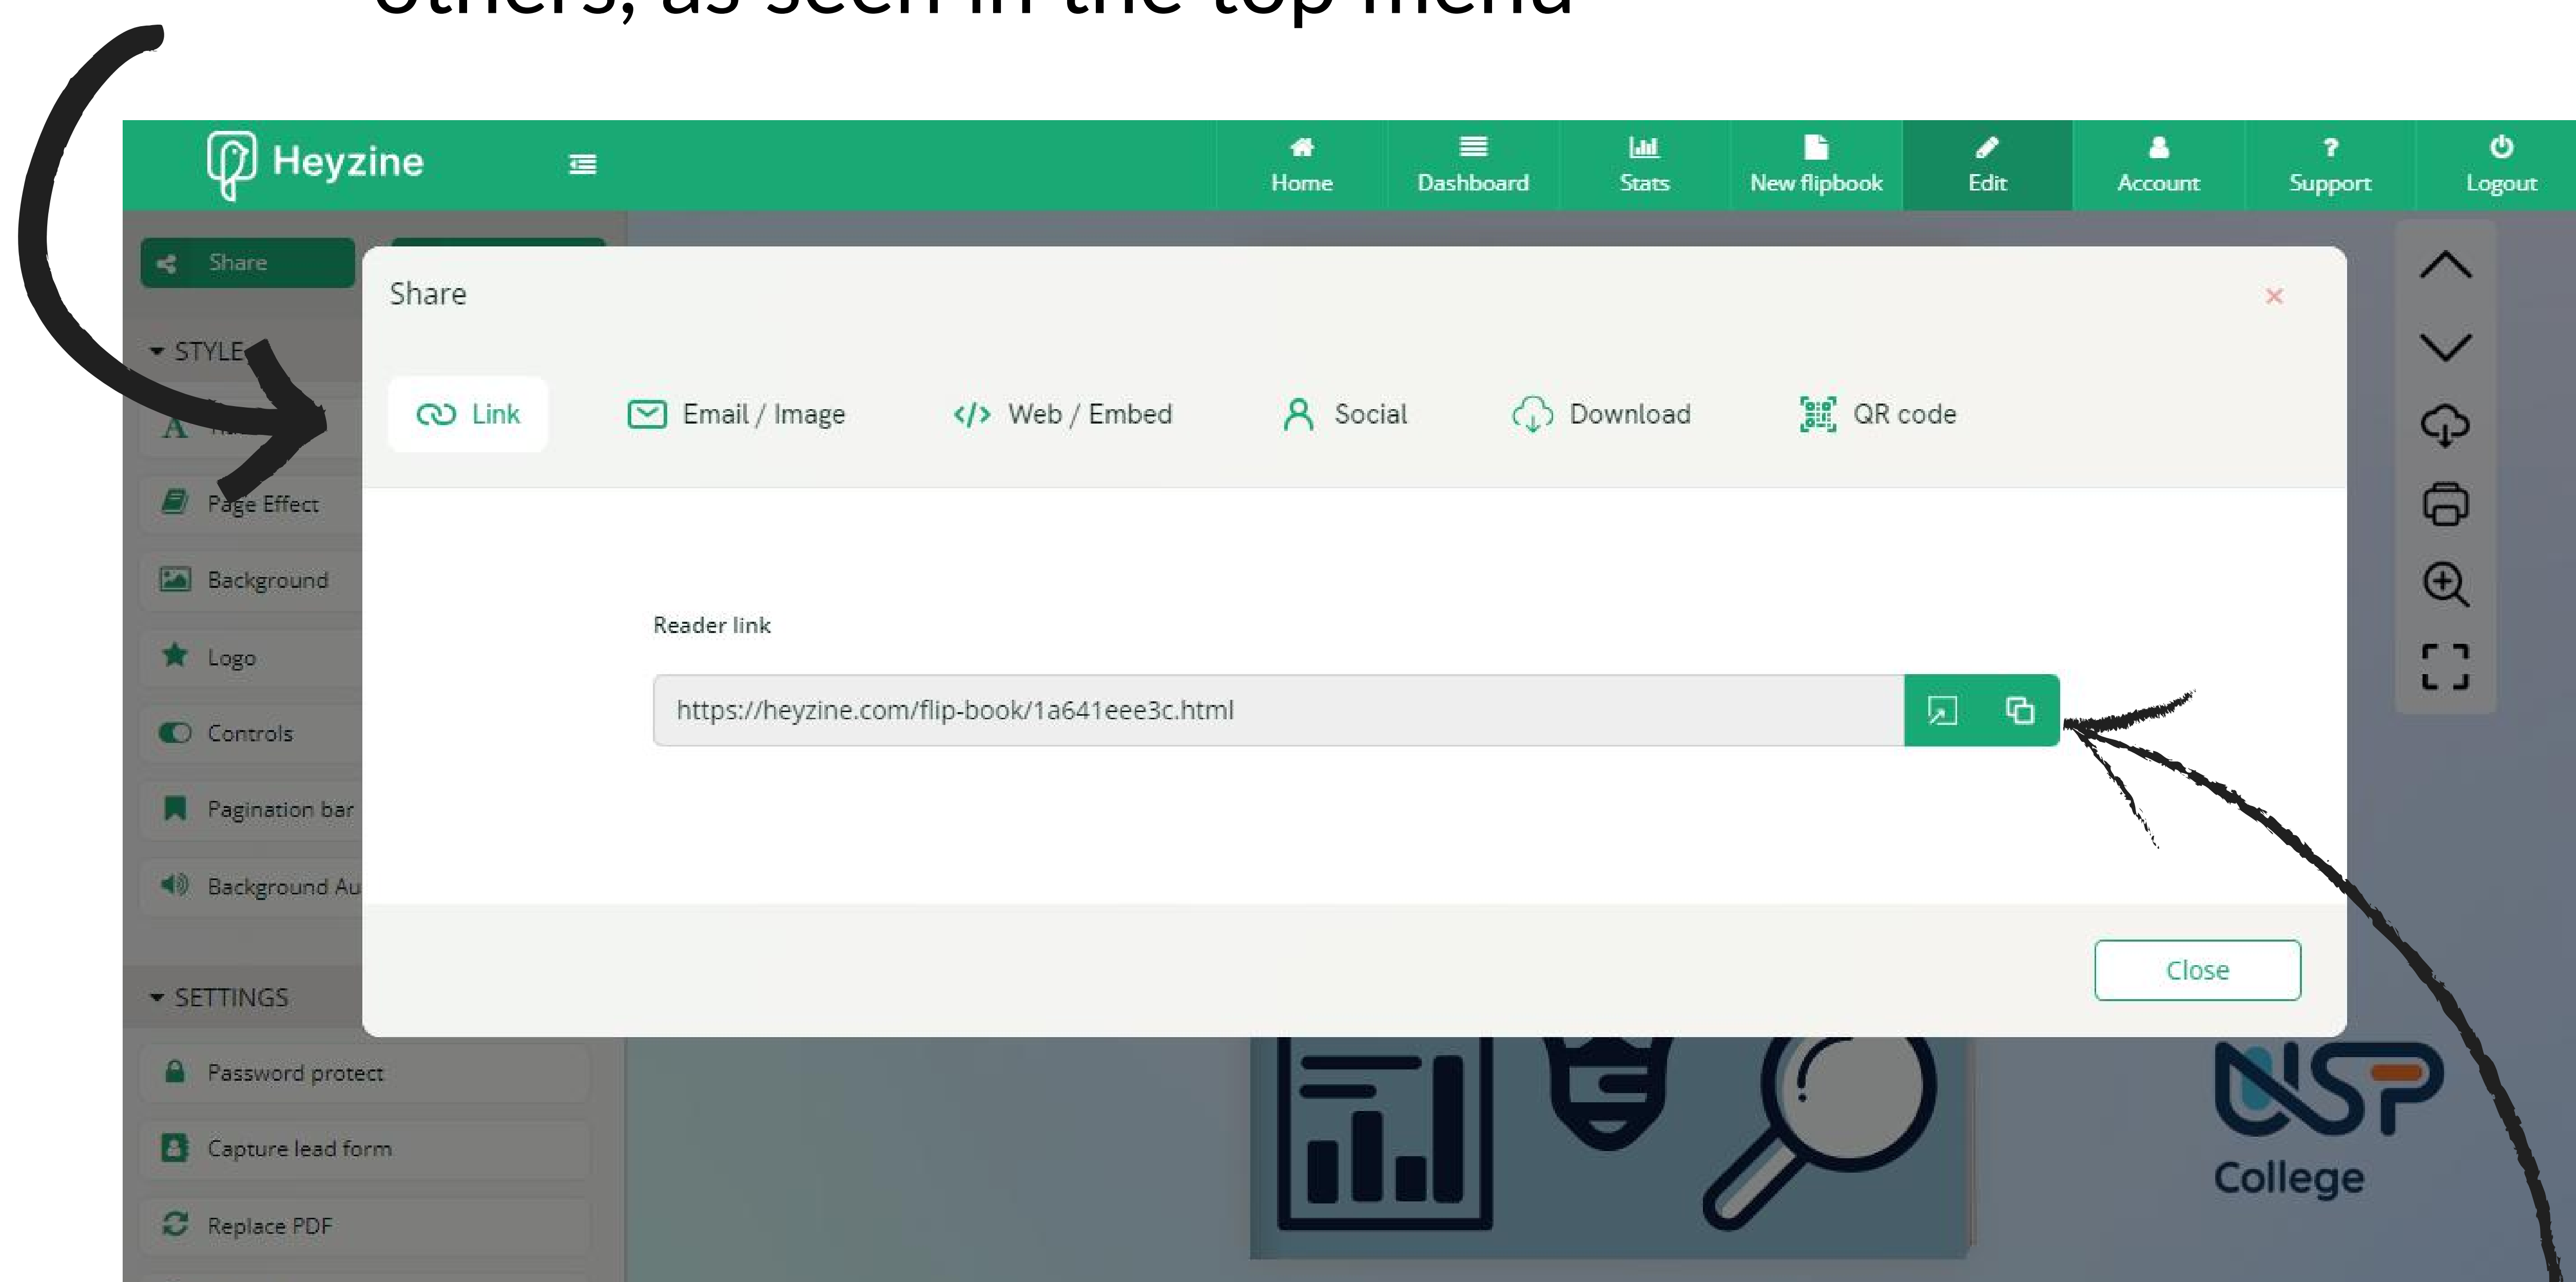 others, as seen in the top menu
Heyzine
Home
Dashboard
Stats
New flipbook
Edit
Account
? Support
Logout
Share
Share
×
STYLE
Link
Email / Image
</> Web / Embed
Social
Download
QR code
Page Effect
Background
Reader link
Logo
https://heyzine.com/flip-book/1a641eee3c.html
Controls
Pagination bar
Background Au
Close
SETTINGS
Password protect
Capture lead form
Replace PDF
USP
College